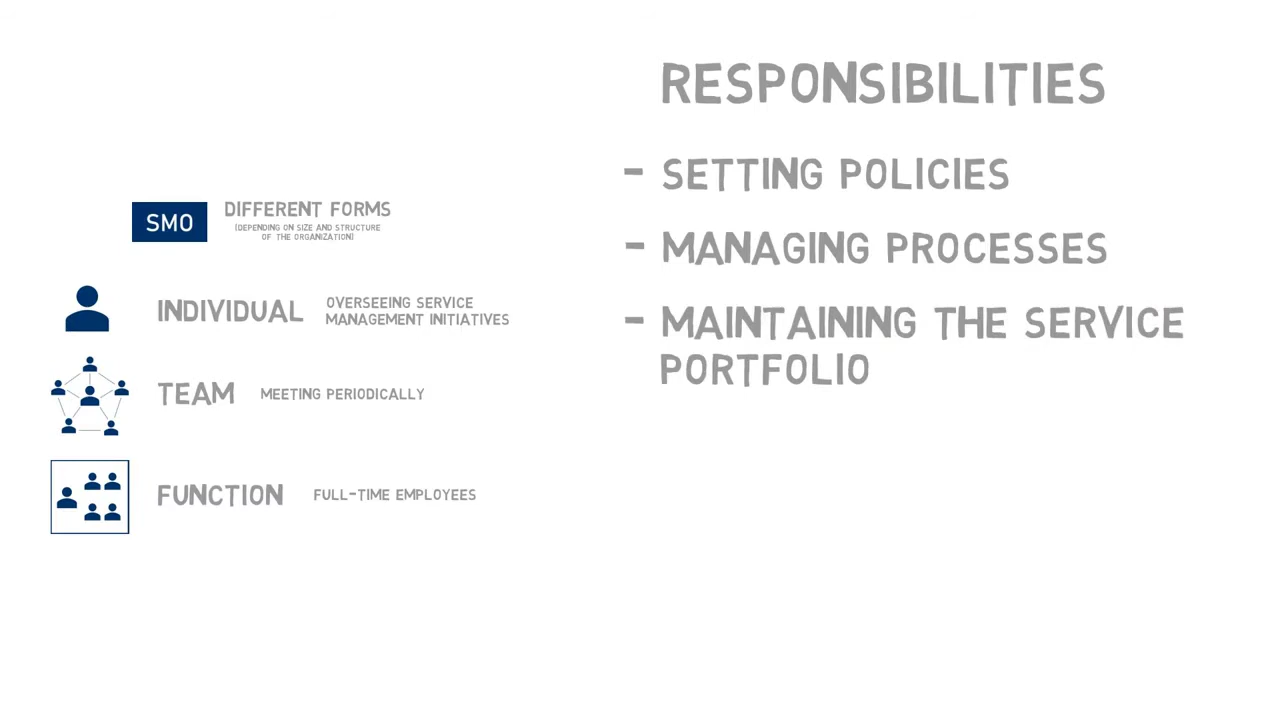 SMO
DIFFERENT FORMS
(DEPENDING ON SIZE AND STRUCTURE
OF THE ORGANIZATION)
INDIVIDUAL
OVERSEEING SERVICE
MANAGEMENT INITIATIVES
TEAM
MEETING PERIODICALLY
FUNCTION
FULL-TIME EMPLOYEES
RESPONSIBILITIES
- SETTING POLICIES
- MANAGING PROCESSES
- MAINTAINING THE SERVICE
PORTFOLIO